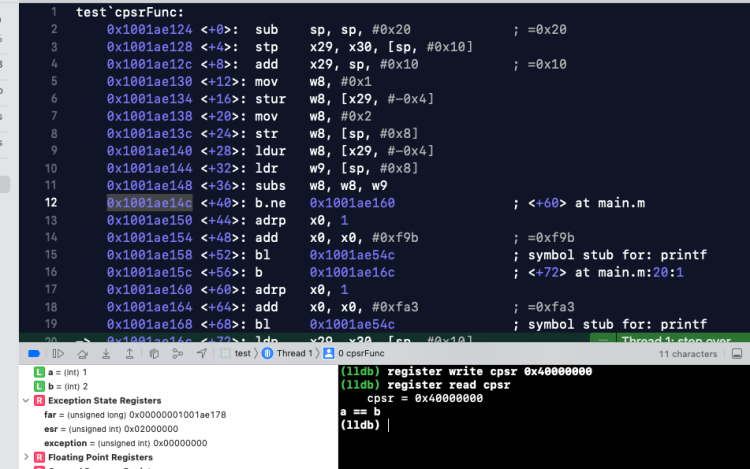 1 test`cpsrFunc:
2 0x1001ae124 <+0>: sub sp, sp, #0x20 ; =0x20
3 0x1001ae128 <+4>: stp x29, x30, [sp, #0x10]
4 0x1001ae12c <+8>: add x29, sp, #0x10 ; =0x10
5 0x1001ae130 <+12>: mov w8, #0x1
6 0x1001ae134 <+16>: stur w8, [x29, #-0x4]
7 0x1001ae138 <+20>: mov w8, #0x2
8 0x1001ae13c <+24>: str w8, [sp, #0x8]
9 0x1001ae140 <+28>: ldur w8, [x29, #-0x4]
10 0x1001ae144 <+32>: ldr w9, [sp, #0x8]
11 0x1001ae148 <+36>: subs w8, w8, w9
12 0x1001ae14c <+40>: b.ne 0x1001ae160 ; <+60> at main.m
13 0x1001ae150 <+44>: adrp x0, 1
14 0x1001ae154 <+48>: add x0, x0, #0xf9b ; =0xf9b
15 0x1001ae158 <+52>: bl 0x1001ae54c ; symbol stub for: printf
16 0x1001ae15c <+56>: b 0x1001ae16c ; <+72> at main.m:20:1
17 0x1001ae160 <+60>: adrp x0, 1
18 0x1001ae164 <+64>: add x0, x0, #0xfa3 ; =0xfa3
19 0x1001ae168 <+68>: bl 0x1001ae54c ; symbol stub for: printf
20 -> 0x1001ae16c <+72>: ldp x29, x30, [sp, #0x10] Thread 1: step over
test 〉 Thread 1 〉 0 cpsrFunc 11 characters
L a = (int) 1
L b = (int) 2
R Exception State Registers
far = (unsigned long) 0x00000001001ae178
esr = (unsigned int) 0x02000000
exception = (unsigned int) 0x00000000
R Floating Point Registers
(lldb) register write cpsr 0x40000000
(lldb) register read cpsr
cpsr = 0x40000000
a == b
(lldb)